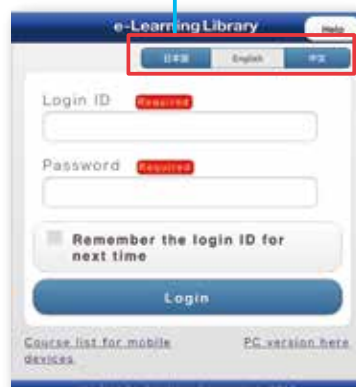 e-Learning Library
Help
日本語 English 中文
Login ID Required
Password Required
Remember the login ID for
next time
Login
Course list for mobile
devices
PC version here